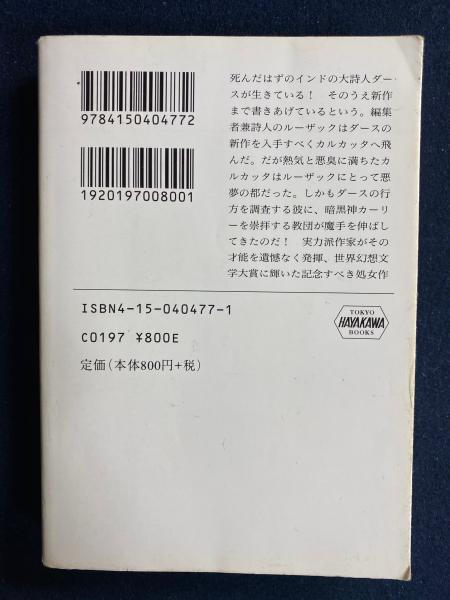 9784150404772
1920197008001
死んだはずのインドの大詩人ダー
スが生きている！　そのうえ新作
まで書きあげているという。編集
者兼詩人のルーザックはダースの
新作を入手すべくカルカッタへ飛
んだ。だが熱気と悪臭に満ちたカ
ルカッタはルーザックにとって悪
夢の都だった。しかもダースの行
方を調査する彼に、暗黒神カーリ
ーを崇拝する教団が魔手を伸ばし
てきたのだ！　実力派作家がその
才能を遺憾なく発揮、世界幻想文
学大賞に輝いた記念すべき処女作
ISBN4-15-040477-1
C0197 ¥800E
定価(本体800円+税)
TOKYO
HAYAKAWA
BOOKS